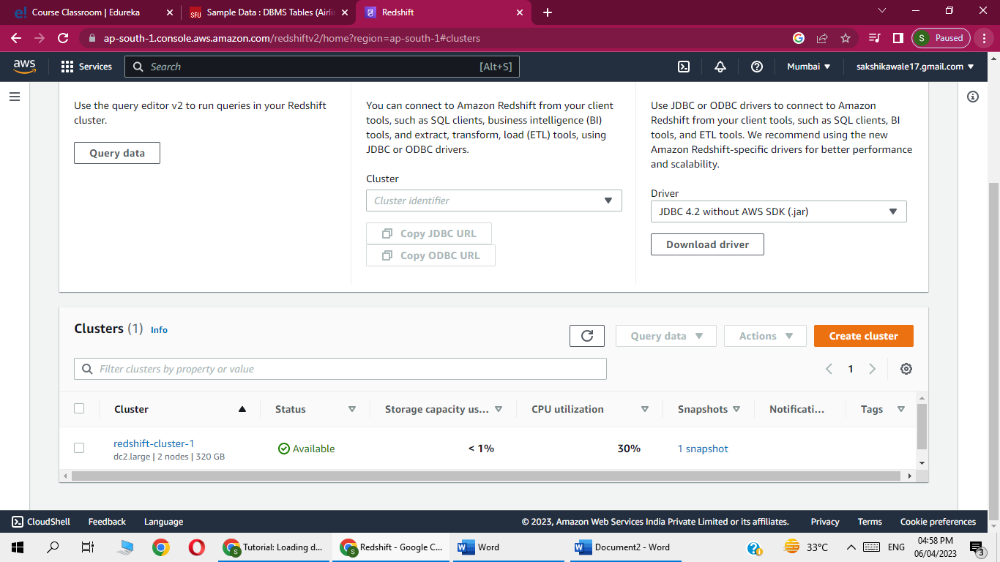 Course Classroom | Edureka
Sample Data : DBMS Tables (Airli
Redshift
ap-south-1.console.aws.amazon.com/redshiftv2/home?region=ap-south-1#clusters
S Paused
aws
Services
Search
[Alt+S]
Mumbai
sakshikawale17.gmail.com
Use the query editor v2 to run queries in your Redshift
cluster.
Query data
You can connect to Amazon Redshift from your client
tools, such as SQL clients, business intelligence (BI)
tools, and extract, transform, load (ETL) tools, using
JDBC or ODBC drivers.
Cluster
Cluster identifier
Copy JDBC URL
Copy ODBC URL
Use JDBC or ODBC drivers to connect to Amazon
Redshift from your client tools, such as SQL clients, BI
tools, and ETL tools. We recommend using the new
Amazon Redshift-specific drivers for better performance
and scalability.
Driver
JDBC 4.2 without AWS SDK (.jar)
Download driver
Clusters (1) Info
Query data
Actions
Create cluster
Filter clusters by property or value
1
Cluster
Status
Storage capacity us...
CPU utilization
Snapshots
Notificati...
Tags
redshift-cluster-1
dc2.large | 2 nodes | 320 GB
Available
< 1%
30%
1 snapshot
CloudShell
Feedback
Language
© 2023, Amazon Web Services India Private Limited or its affiliates.
Privacy
Terms
Cookie preferences
Tutorial: Loading d...
Redshift - Google C...
Word
Document2 - Word
33°C
ENG
04:58 PM
06/04/2023
3